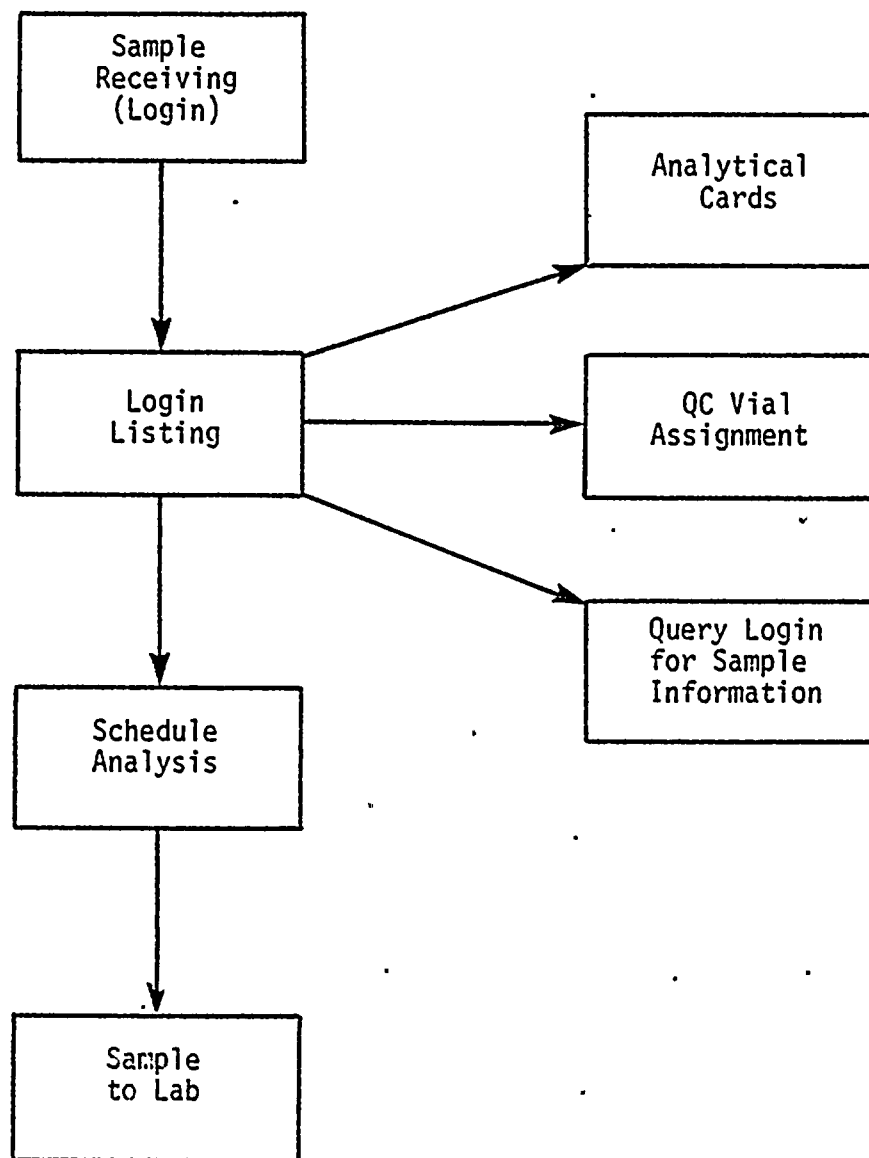 Sample
Receiving
(Login)
Analytical
Cards
Login
Listing
QC Vial
Assignment
Query Login
for Sample
Information
Schedule
Analysis
Sample
to Lab